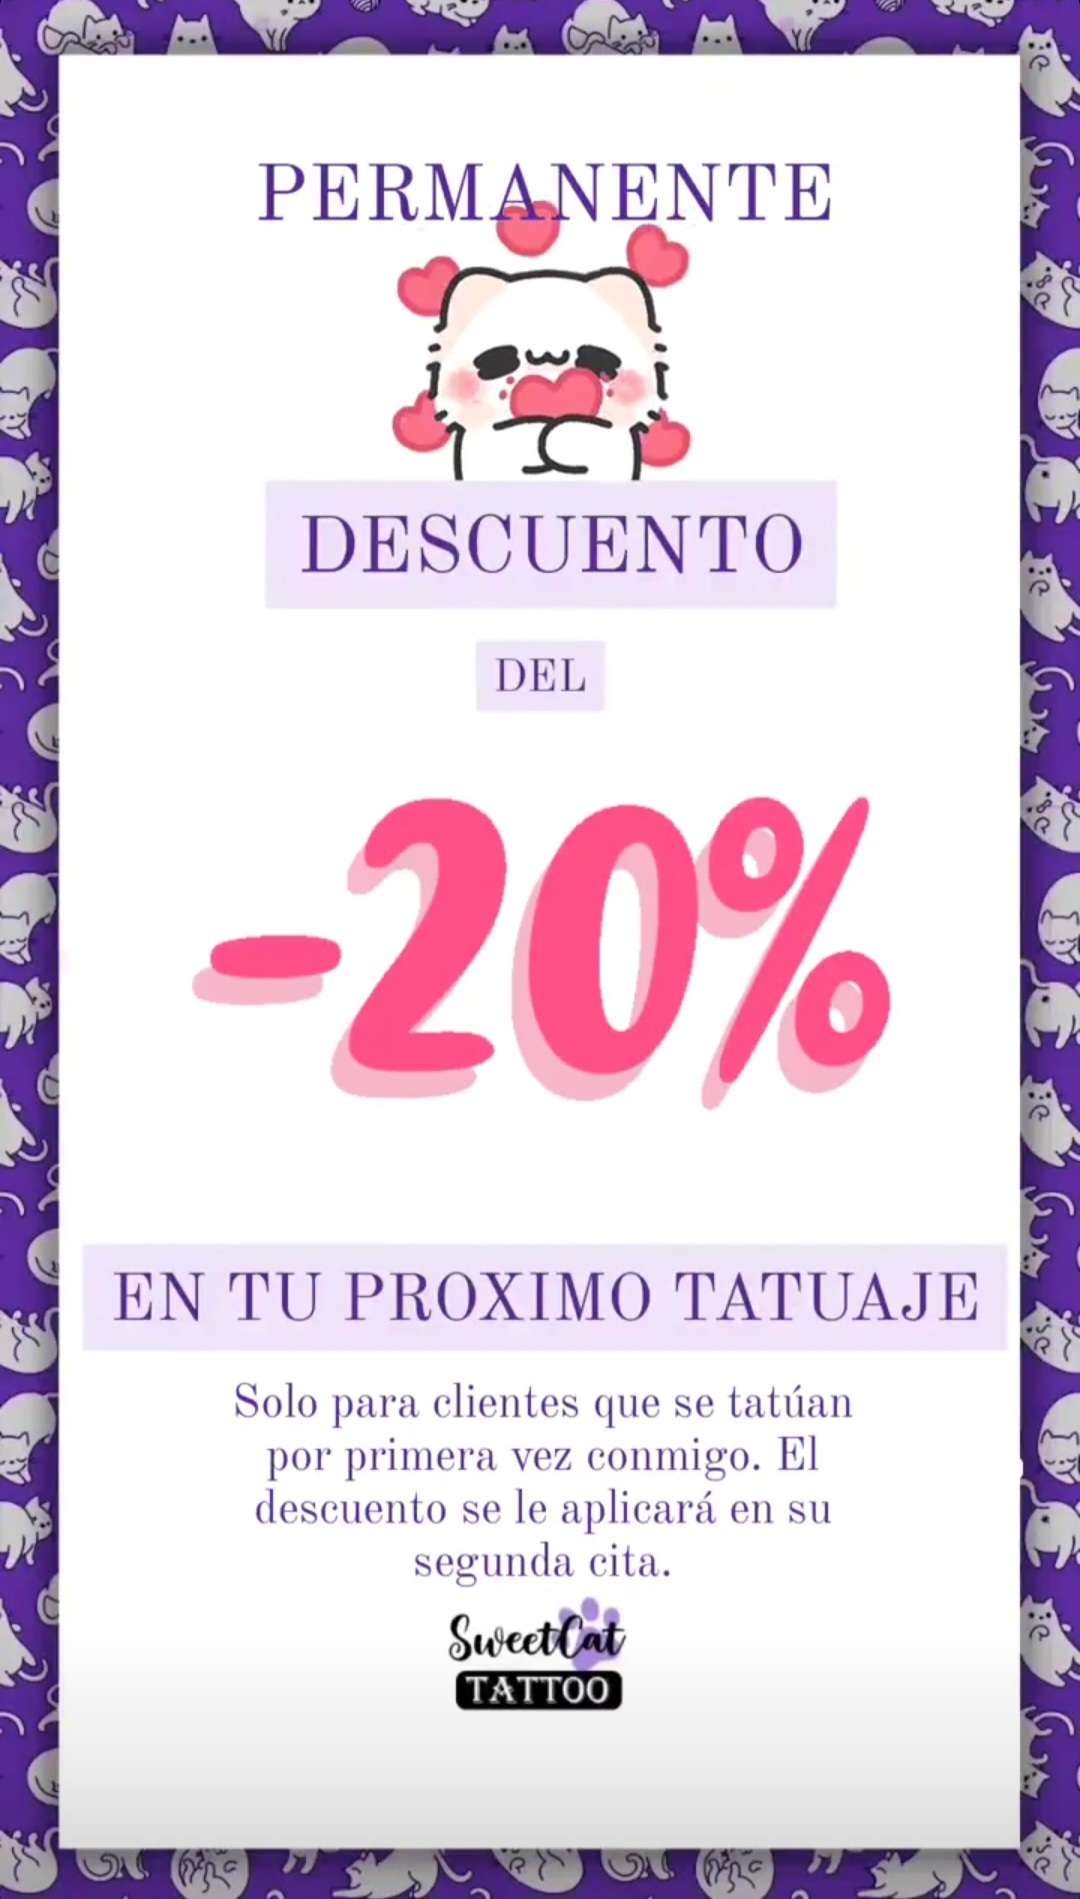 PERMANENTE
DESCUENTO
DEL
-20%
EN TU PROXIMO TATUAJE
Solo para clientes que se tatúan
por primera vez conmigo. El
descuento se le aplicará en su
segunda cita.
SweetCat
TATTOO